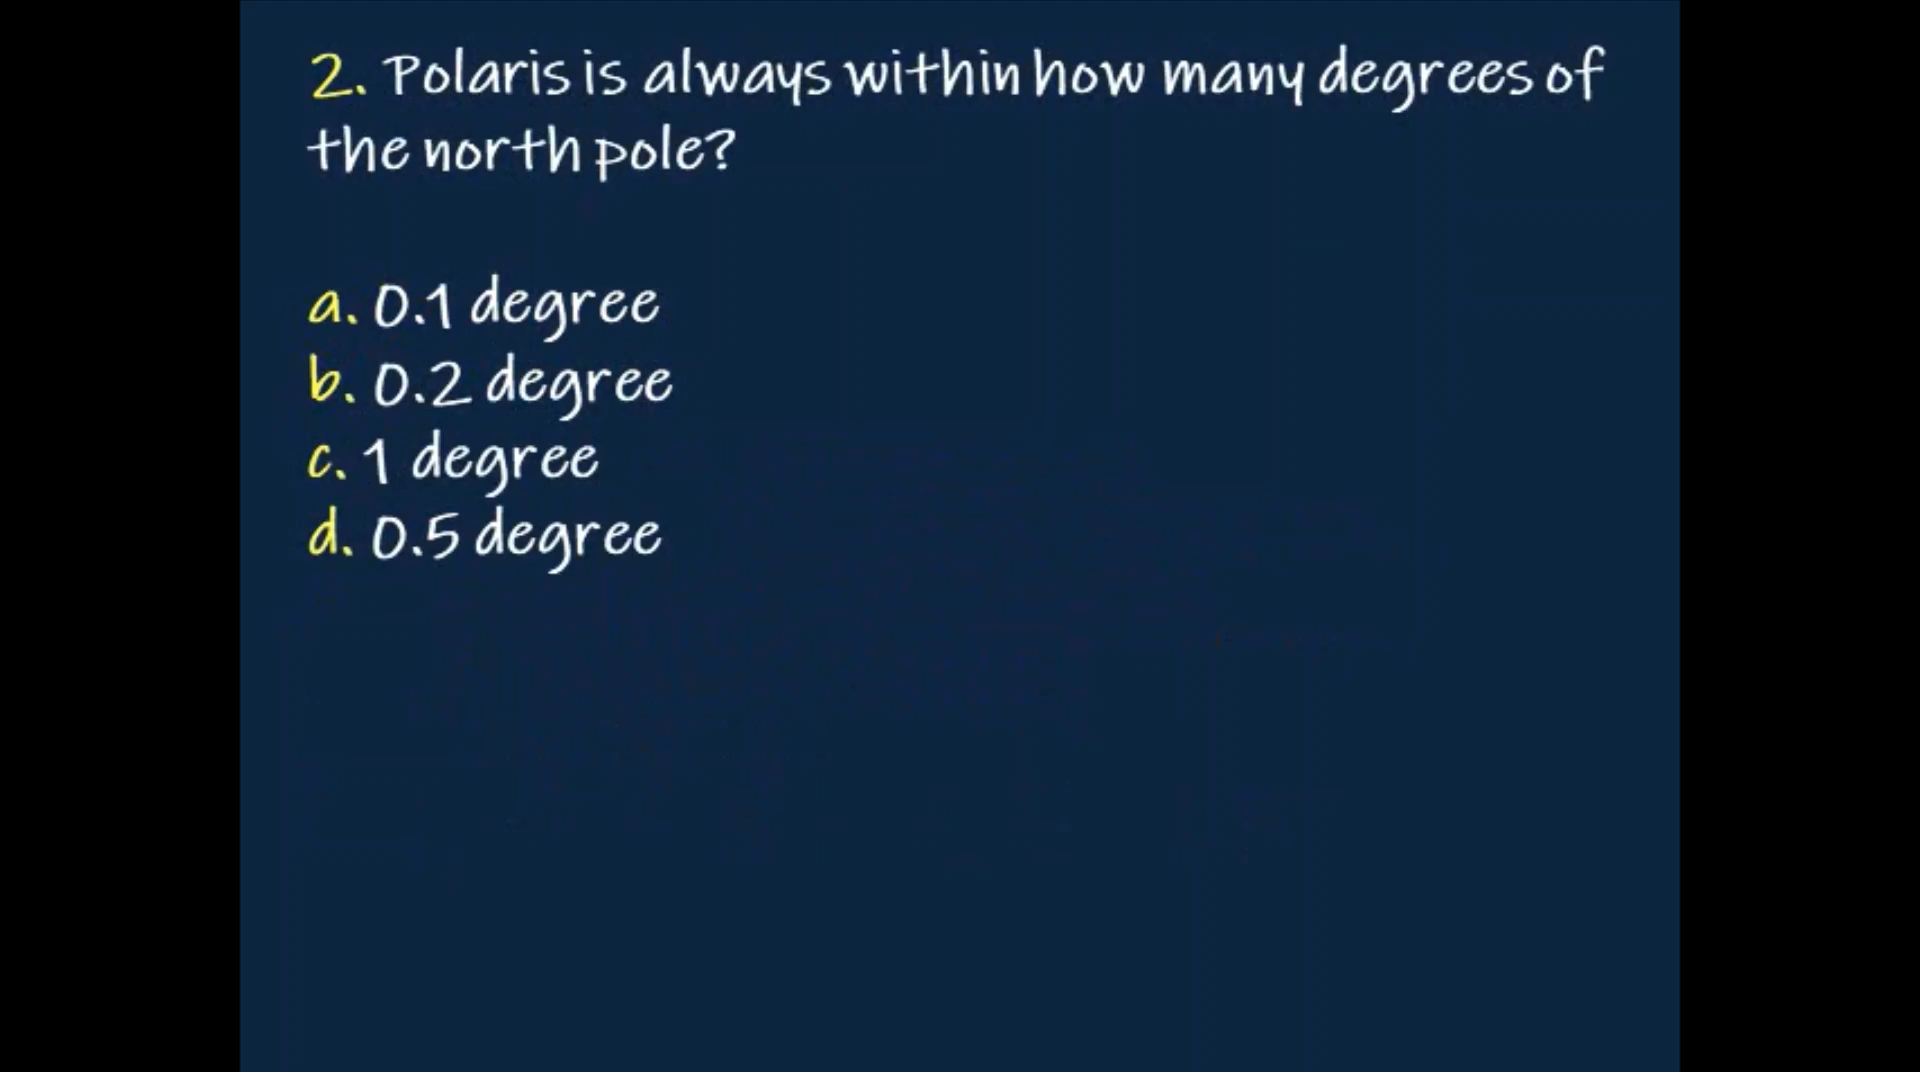 2. Polaris is always within how many degrees of
the north pole?
a. 0.1 degree
b. 0.2 degree
c. 1 degree
d. 0.5 degree